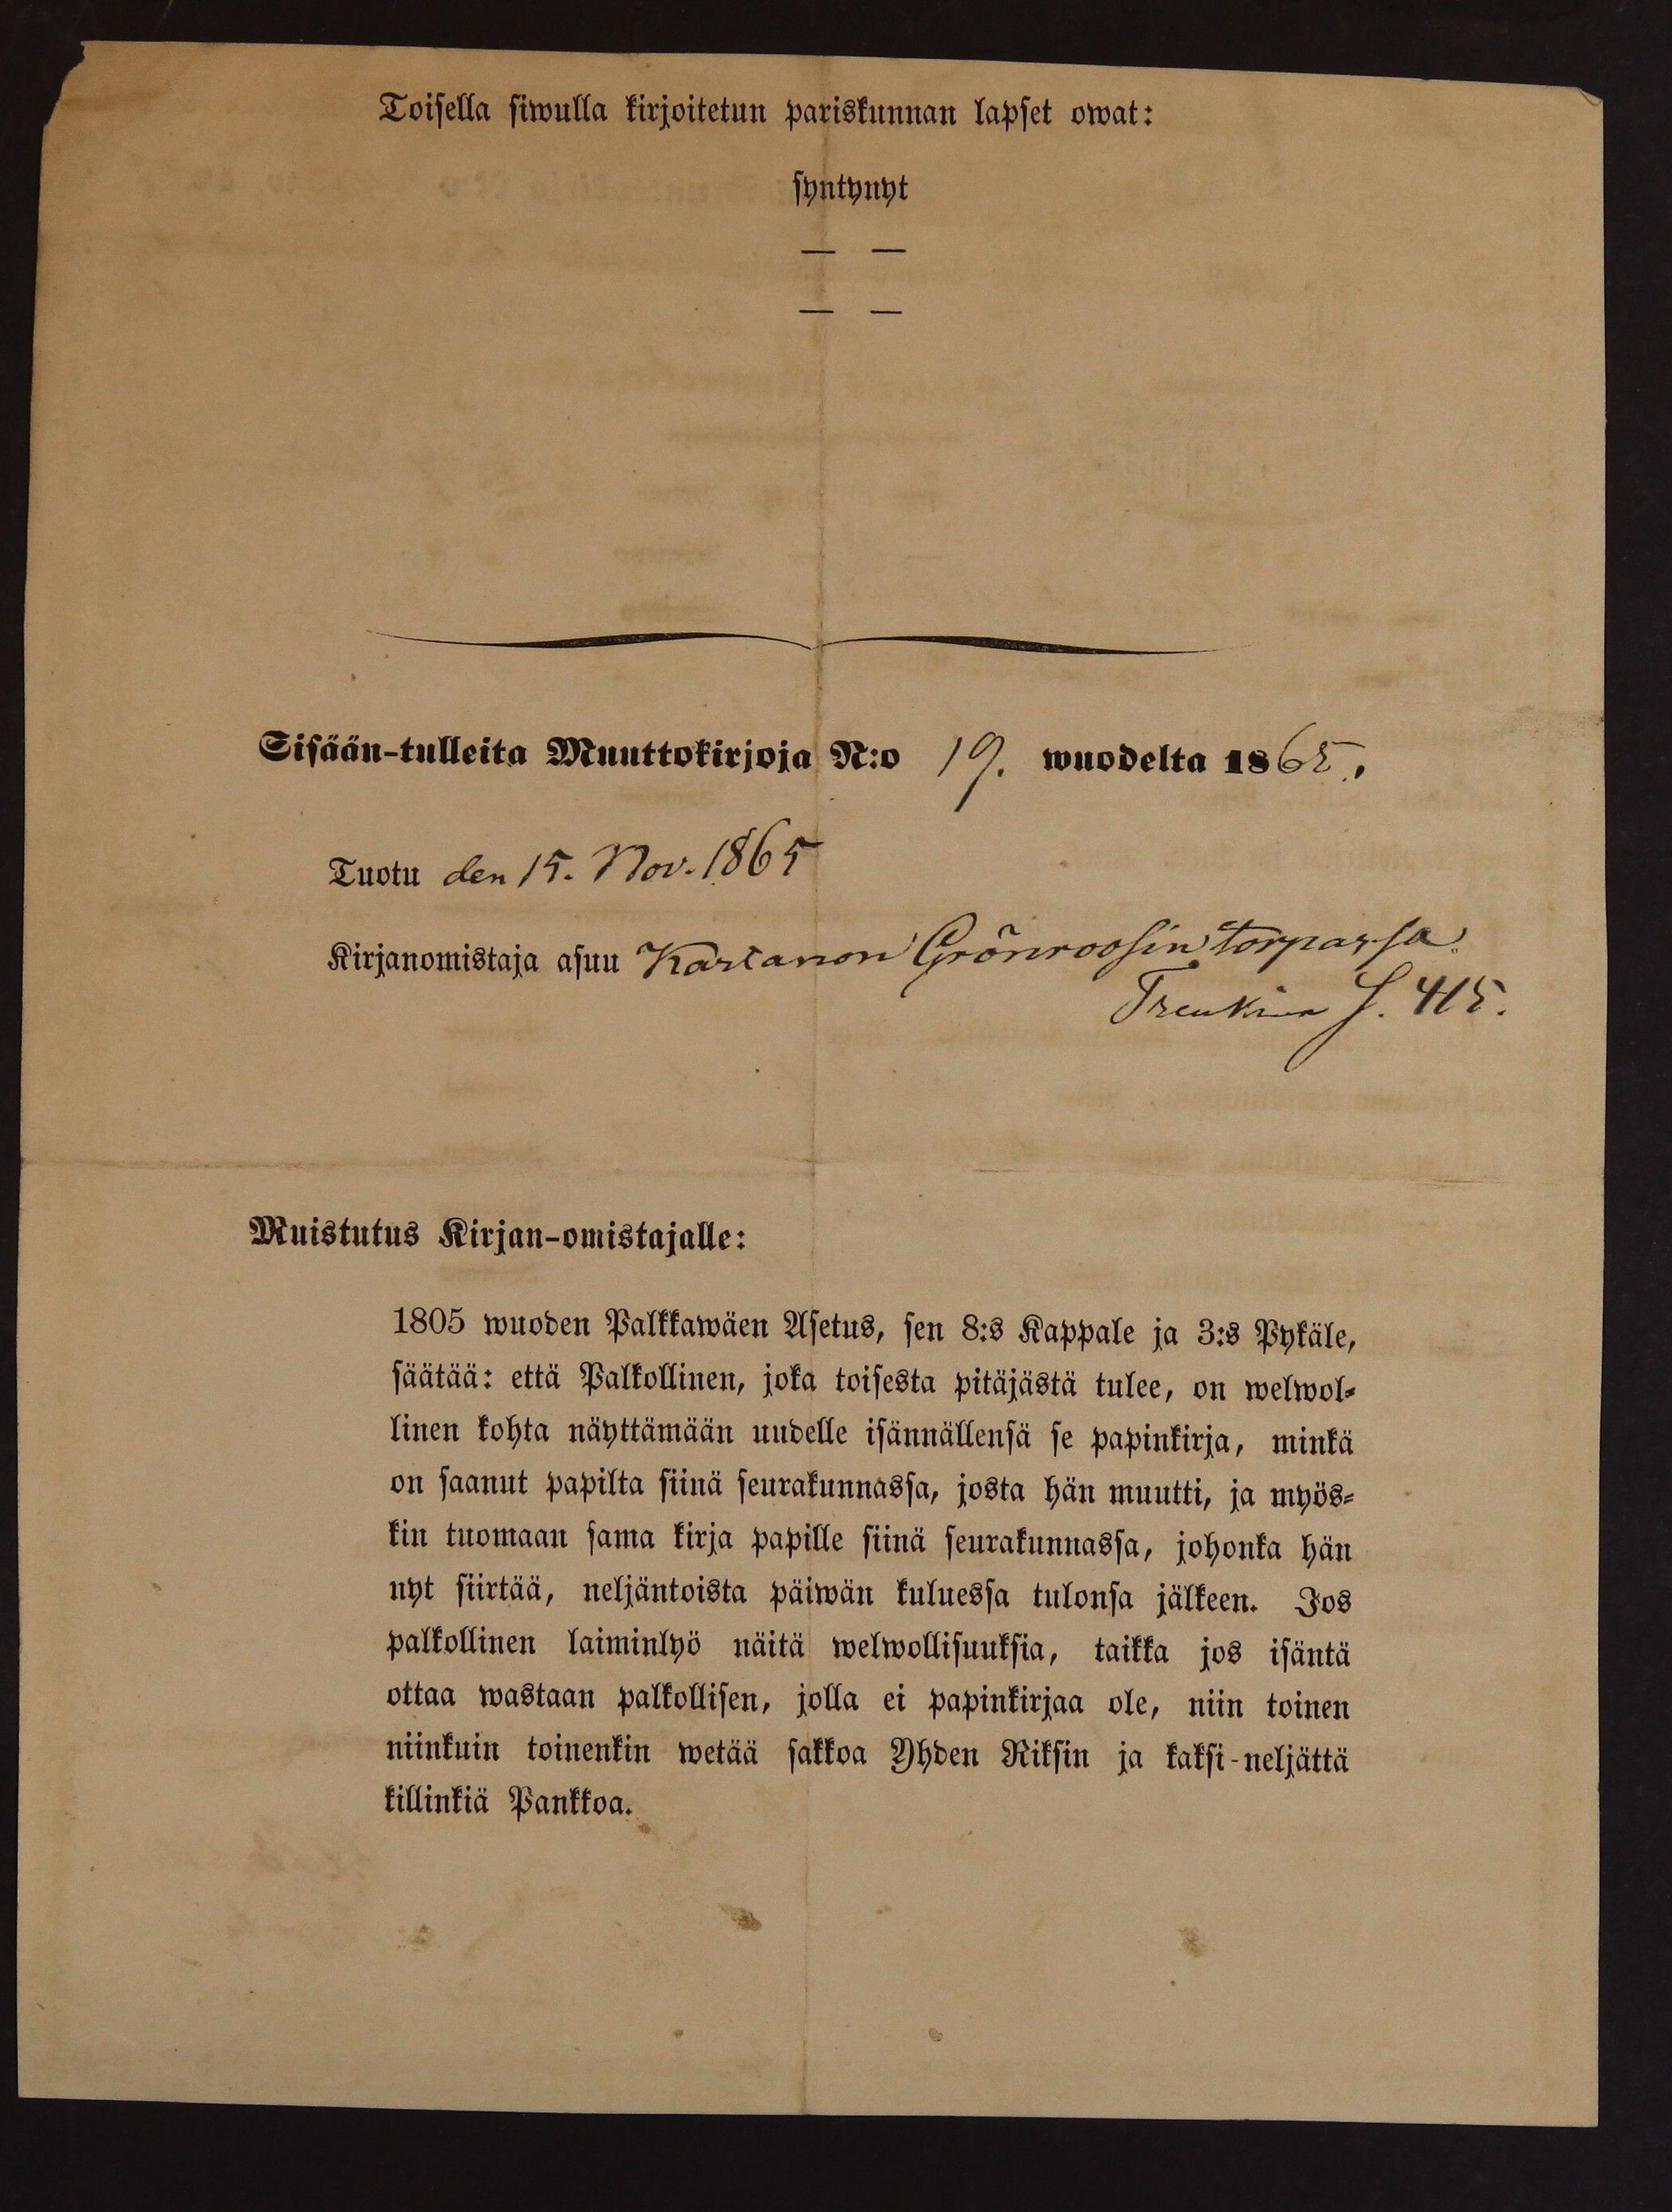 Toisella siwulla kirjoitetun pariskunnan lapset owat:
syntynyt
— —
— —
Sisään-tulleita Muuttokirjoja N:o 19. wuodelta 1865.
Tuotu den 15. Nov. 1865
Kirjanomistaja asuu Kartanon Grönroosin torpassa.
S. 415.
Muistutus Kirjan-omistajalle:
1805 wuoden Palkkawäen Asetus, sen 8:s Kappale ja 3:s Pykäle,
säätää: että Palkollinen, joka toisesta pitäjästä tulee, on welwol-
linen kohta näyttämään uudelle isännällensä se papinkirja, minkä
on saanut papilta siinä seurakunnassa, josta hän muutti, ja myös-
kin tuomaan sama kirja papille siinä seurakunnassa, johonka hän
nyt siirtää, neljäntoista päiwän kuluessa tulonsa jälkeen. Jos
palkollinen laiminlyö näitä welwollisuuksia, taikka jos isäntä
ottaa wastaan palkollisen, jolla ei papinkirjaa ole, niin toinen
niinkuin toinenkin wetää sakkoa Yhden Riksin ja kaksi-neljättä
killinkiä Pankkoa.